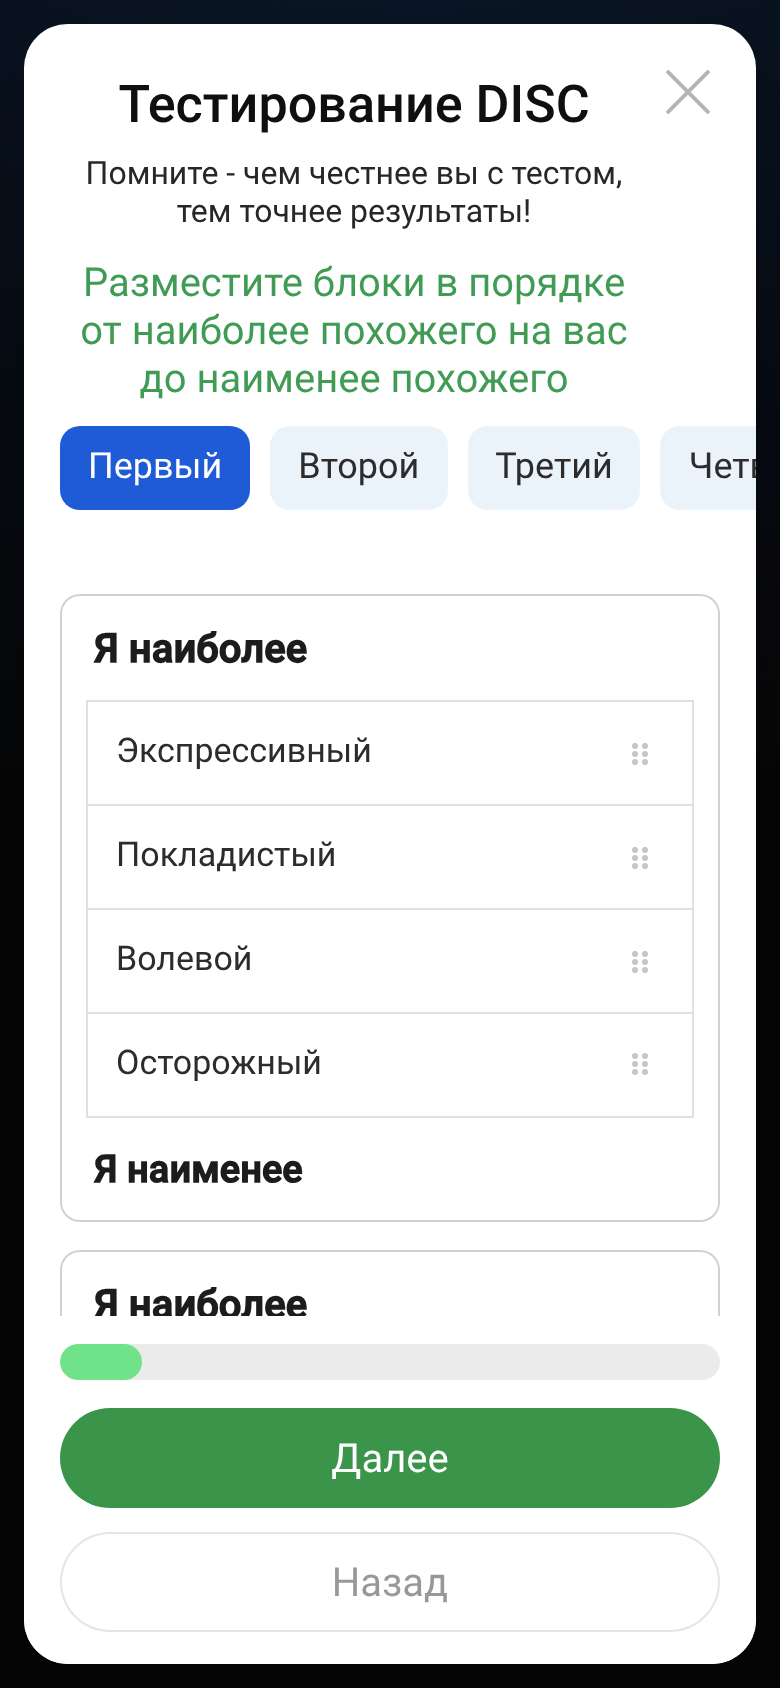 Тестирование DISC
Помните - чем честнее вы с тестом,
тем точнее результаты!
Разместите блоки в порядке
от наиболее похожего на вас
до наименее похожего
Первый Второй Третий
Я наиболее
Экспрессивный
Покладистый
Волевой
Осторожный
Я наименее
Я наиболее
Далее
Назад